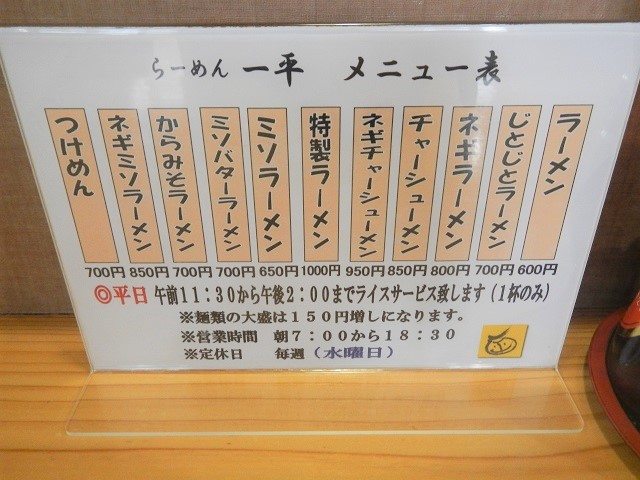 らーめん 一平 メニュー表
ラーメン
じとじとラーメン
ネギラーメン
チャーシューメン
ネギチャーシューメン
特製ラーメン
ミソラーメン
ミソバターラーメン
からみそラーメン
ネギミソラーメン
つけめん
700円 850円 700円 700円 650円 1000円 950円 850円 800円 700円 600円
◎平日 午前11:30から午後2:00までライスサービス致します(1杯のみ)
※麺類の大盛は150円増しになります。
※営業時間 朝7:00から18:30
※定休日 毎週(水曜日)